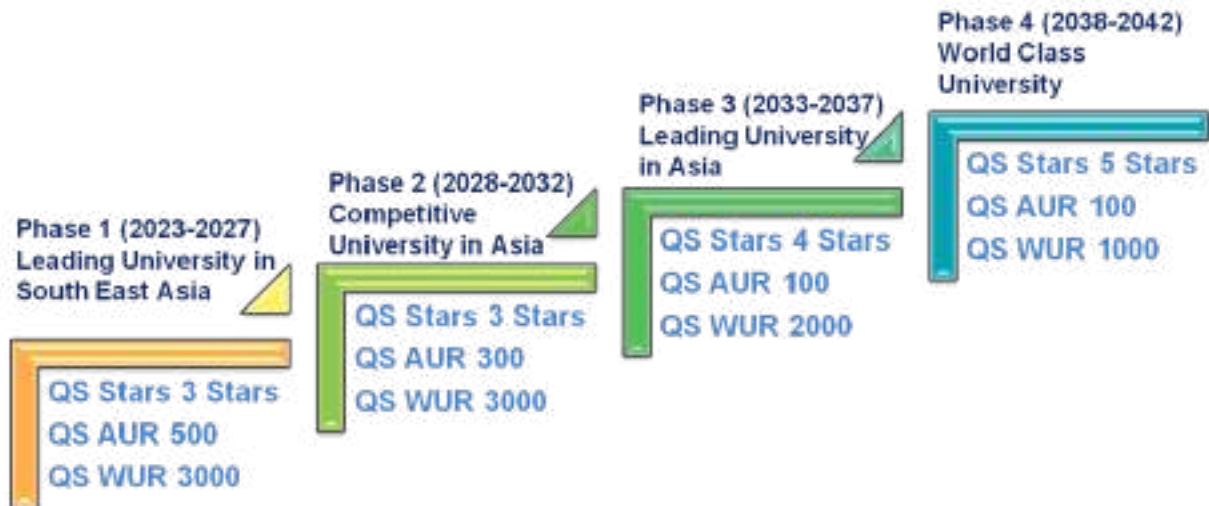 Phase 1 (2023-2027)
Leading University in
South East Asia
QS Stars 3 Stars
QS AUR 500
QS WUR 3000
Phase 2 (2028-2032)
Competitive
University in Asia
QS Stars 3 Stars
QS AUR 300
QS WUR 3000
Phase 3 (2033-2037)
Leading University
in Asia
QS Stars 4 Stars
QS AUR 100
QS WUR 2000
Phase 4 (2038-2042)
World Class
University
QS Stars 5 Stars
QS AUR 100
QS WUR 1000